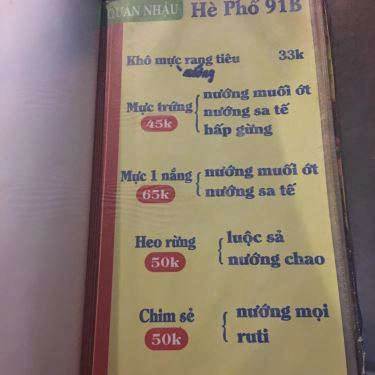 QUÁN NHẬU Hè Phố 91B
Khô mực rang tiêu 33k
nướng
Mực trứng nướng muối ớt
45k nướng sa tế
hấp gừng
Mực 1 nắng nướng muối ớt
65k nướng sa tế
Heo rừng luộc sả
50k nướng chao
Chim sẻ nướng mọi
50k ruti